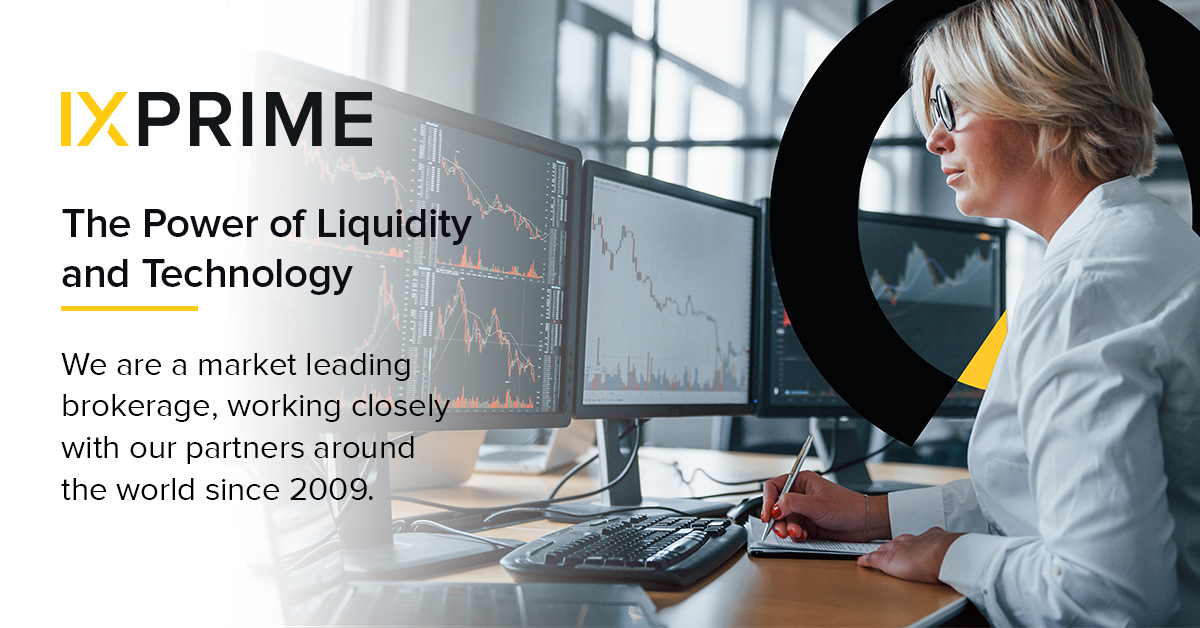 IXPRIME
The Power of Liquidity
and Technology
We are a market leading
brokerage, working closely
with our partners around
the world since 2009.